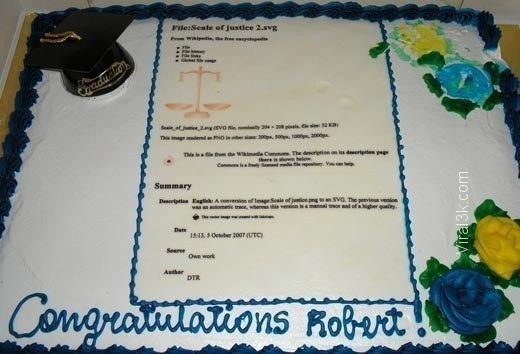 File:Scale of justice 2.svg
From Wikipedia, the free encyclopedia
File
File history
File links
Global file usage
Scale_of_justice_2.svg (SVG file, nominally 204 × 208 pixels, file size: 52 KB)
This image rendered as PNG in other sizes: 200px, 500px, 1000px, 2000px.
This is a file from the Wikimedia Commons. The description on its description page
there is shown below.
Commons is a freely licensed media file repository. You can help.
Summary
Description English: A conversion of Image:Scale of justice.png to an SVG. The previous version
was an automatic trace, whereas this version is a manual trace and of a higher quality.
This vector image was created with Inkscape.
Date
15:13, 5 October 2007 (UTC)
Source
Own work
Author
DTR
Graduation
viral3k.com
Congratulations Robert!